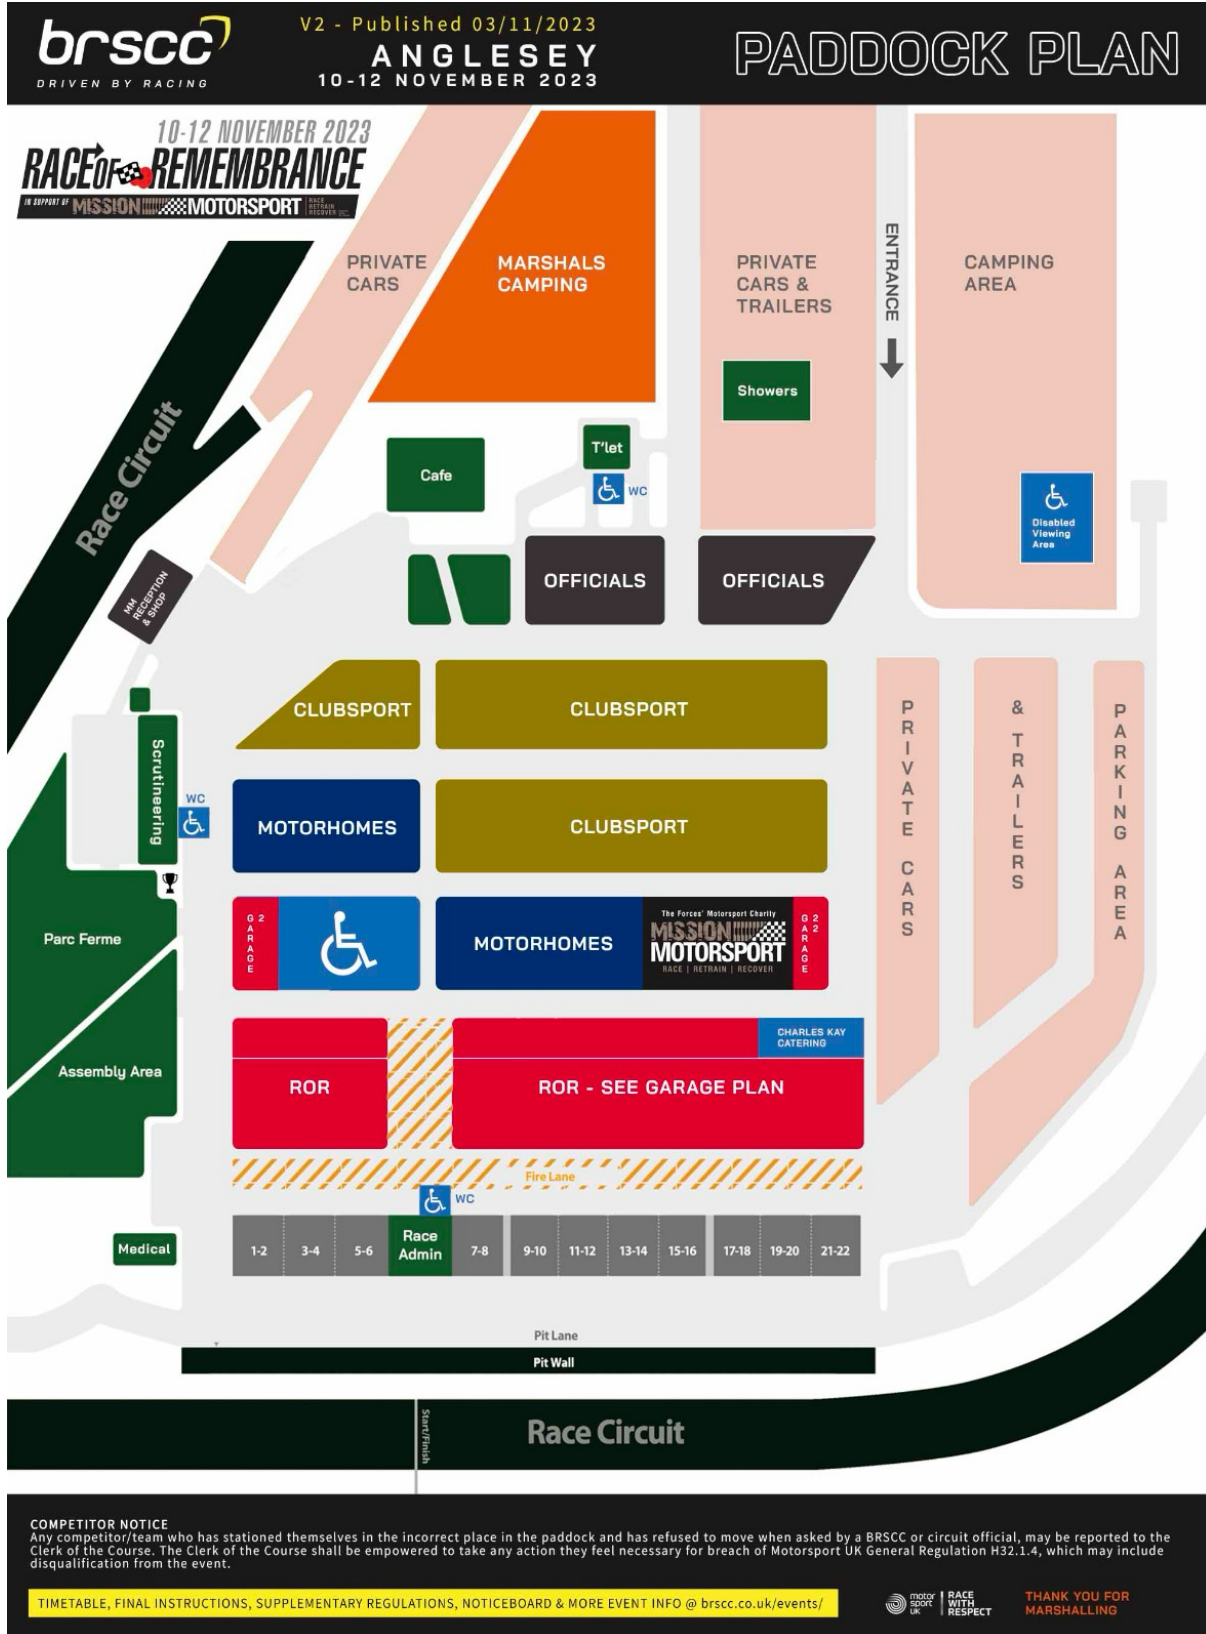 brscc
DRIVEN BY RACING
V2 - Published 03/11/2023
ANGLESEY
10-12 NOVEMBER 2023
PADDOCK PLAN
10-12 NOVEMBER 2023
RACE OF REMEMBRANCE
IN SUPPORT OF MISSION MOTORSPORT RACE RETRAIN RECOVER
PRIVATE
CARS
MARSHALS
CAMPING
PRIVATE
CARS &
TRAILERS
ENTRANCE
CAMPING
AREA
Showers
Race Circuit
Cafe
T'let
WC
Disabled
Viewing
Area
MM
RECEPTION
& SHOP
OFFICIALS
OFFICIALS
CLUBSPORT
CLUBSPORT
PRIVATE CARS
& TRAILERS
PARKING AREA
Scrutineering
WC
MOTORHOMES
CLUBSPORT
Parc Ferme
GARAGE 2
MOTORHOMES
The Forces' Motorsport Charity
MISSION
MOTORSPORT
RACE | RETRAIN | RECOVER
GARAGE 22
Assembly Area
CHARLES KAY
CATERING
ROR
ROR - SEE GARAGE PLAN
Fire Lane
WC
Medical
1-2
3-4
5-6
Race
Admin
7-8
9-10
11-12
13-14
15-16
17-18
19-20
21-22
Pit Lane
Pit Wall
Start/Finish
Race Circuit
COMPETITOR NOTICE
Any competitor/team who has stationed themselves in the incorrect place in the paddock and has refused to move when asked by a BRSCC or circuit official, may be reported to the
Clerk of the Course. The Clerk of the Course shall be empowered to take any action they feel necessary for breach of Motorsport UK General Regulation H32.1.4, which may include
disqualification from the event.
TIMETABLE, FINAL INSTRUCTIONS, SUPPLEMENTARY REGULATIONS, NOTICEBOARD & MORE EVENT INFO @ brscc.co.uk/events/
motor
sport
UK
RACE
WITH
RESPECT
THANK YOU FOR
MARSHALLING